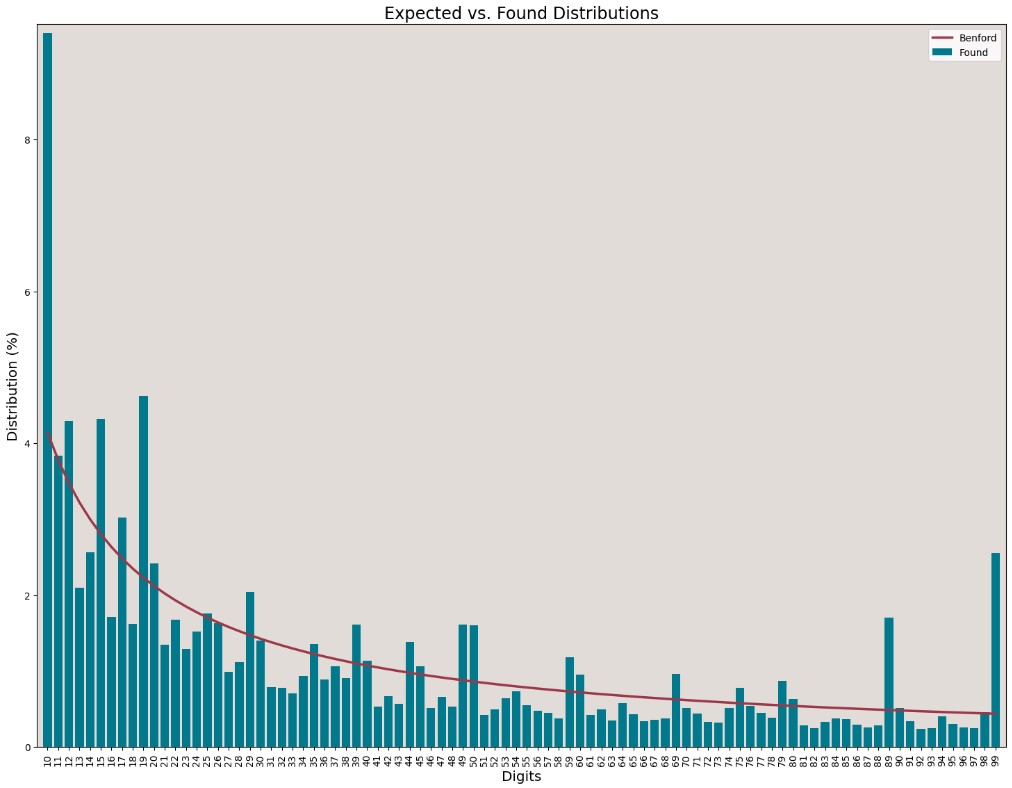 Expected vs. Found Distributions
Benford
Found
Distribution (%)
8
6
4
2
0
10 11 12 13 14 15 16 17 18 19 20 21 22 23 24 25 26 27 28 29 30 31 32 33 34 35 36 37 38 39 40 41 42 43 44 45 46 47 48 49 50 51 52 53 54 55 56 57 58 59 60 61 62 63 64 65 66 67 68 69 70 71 72 73 74 75 76 77 78 79 80 81 82 83 84 85 86 87 88 89 90 91 92 93 94 95 96 97 98 99
Digits